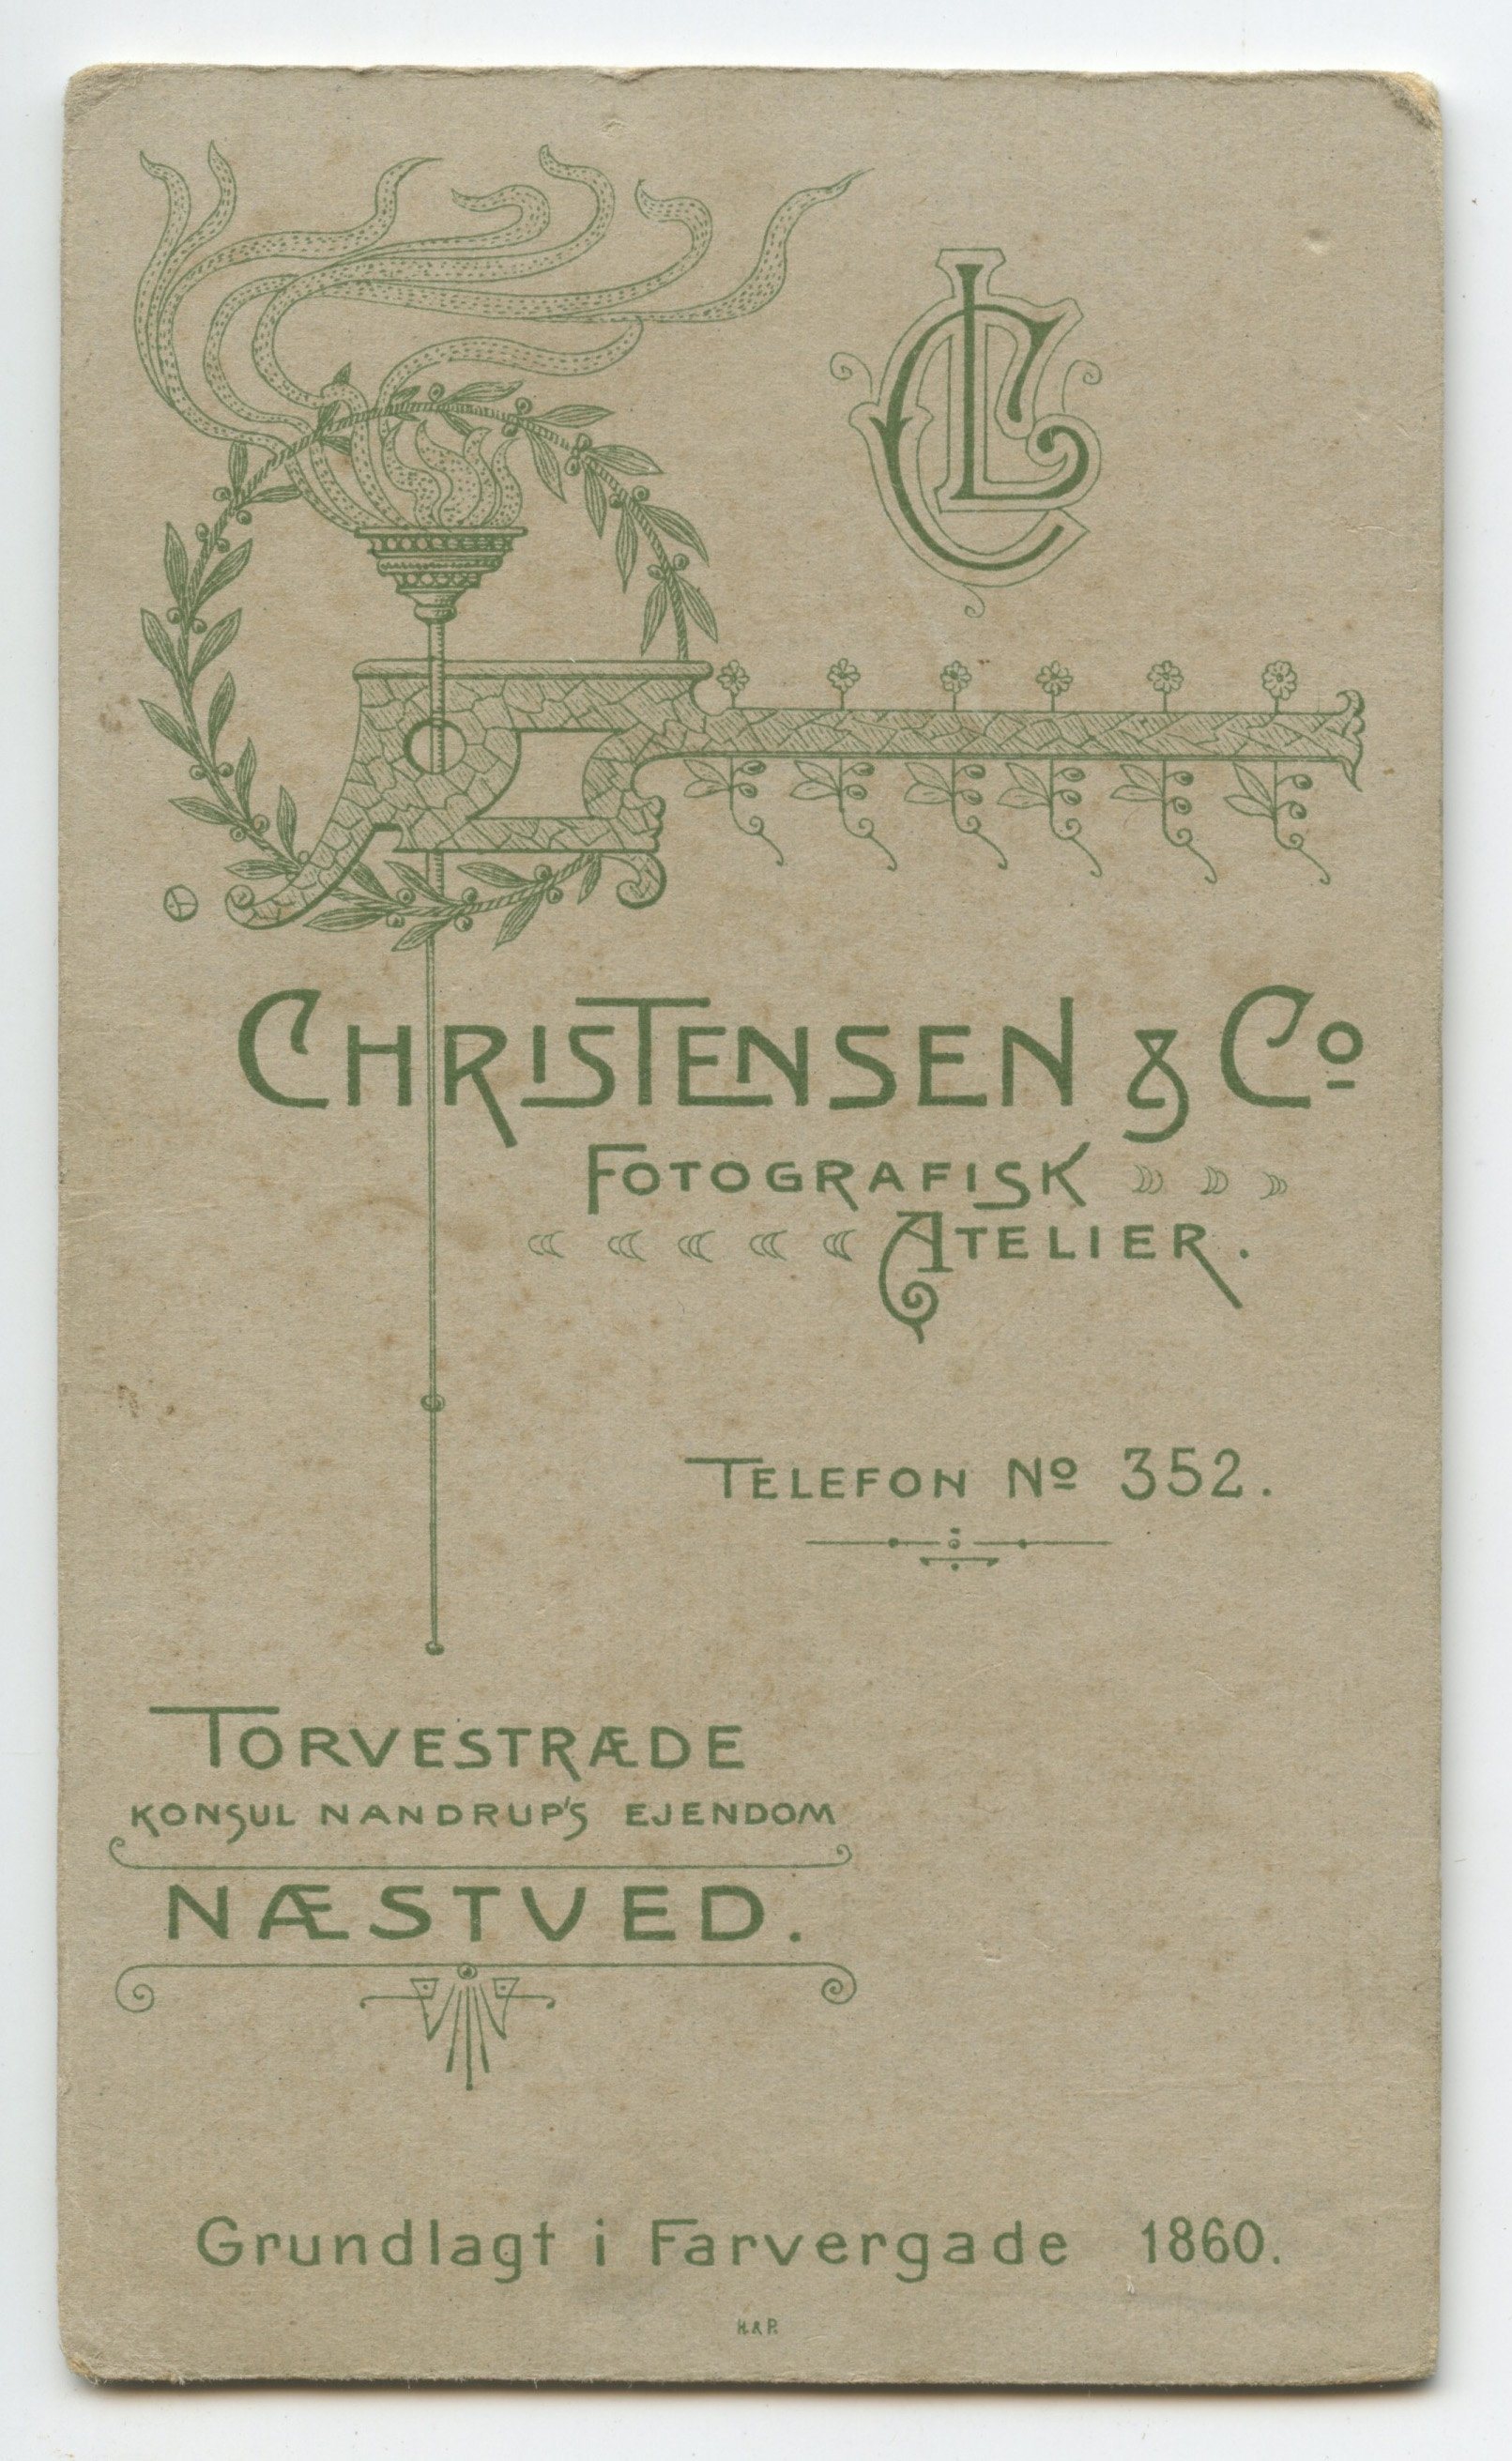 CL
CHRISTENSEN & Cº
FOTOGRAFISK
ATELIER.
TELEFON Nº 352.
TORVESTRÆDE
KONSUL NANDRUP'S EJENDOM
NÆSTVED.
Grundlagt i Farvergade 1860.
H. & P.